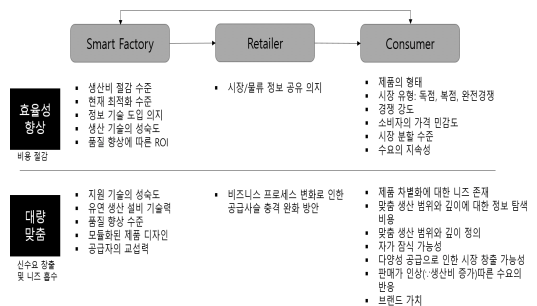 Smart Factory
Retailer
Consumer
효율성
향상
비용 절감
▪ 생산비 절감 수준
▪ 현재 최적화 수준
▪ 정보 기술 도입 의지
▪ 생산 기술의 성숙도
▪ 품질 향상에 따른 ROI
▪ 시장/물류 정보 공유 의지
▪ 제품의 형태
▪ 시장 유형: 독점, 복점, 완전경쟁
▪ 경쟁 강도
▪ 소비자의 가격 민감도
▪ 시장 분할 수준
▪ 수요의 지속성
대량
맞춤
신수요 창출
및 니즈 흡수
▪ 지원 기술의 성숙도
▪ 유연 생산 설비 기술력
▪ 품질 향상 수준
▪ 모듈화된 제품 디자인
▪ 공급자의 교섭력
▪ 비즈니스 프로세스 변화로 인한
공급사슬 충격 완화 방안
▪ 제품 차별화에 대한 니즈 존재
▪ 맞춤 생산 범위와 깊이에 대한 정보 탐색
비용
▪ 맞춤 생산 범위와 깊이 정의
▪ 자가 잠식 가능성
▪ 다양성 공급으로 인한 시장 창출 가능성
▪ 판매가 인상(∵생산비 증가)따른 수요의
반응
▪ 브랜드 가치